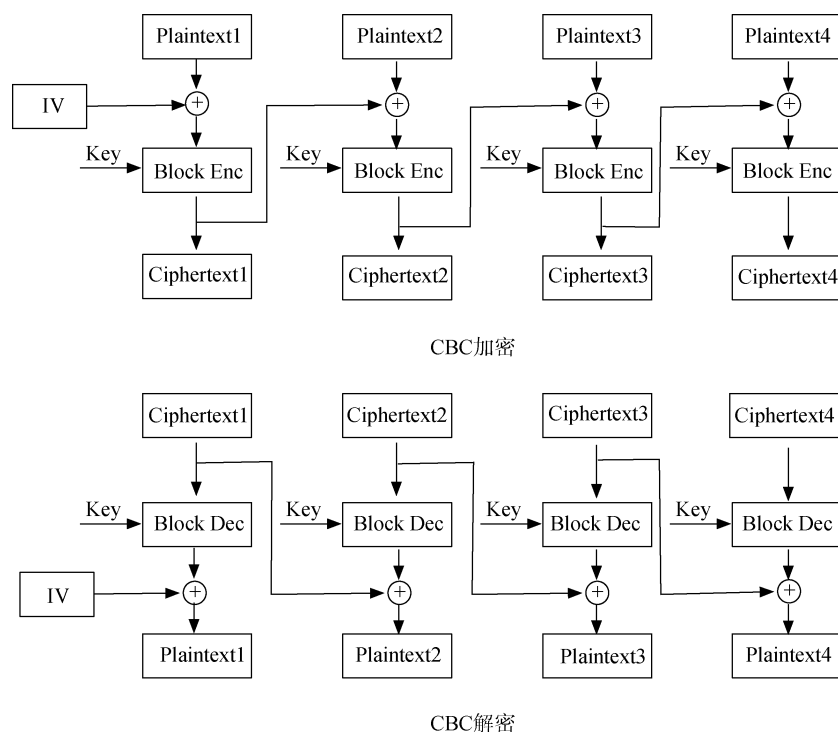 Plaintext1 Plaintext2 Plaintext3 Plaintext4
IV
Key Block Enc Key Block Enc Key Block Enc Key Block Enc
Ciphertext1 Ciphertext2 Ciphertext3 Ciphertext4
CBC加密
Ciphertext1 Ciphertext2 Ciphertext3 Ciphertext4
Key Block Dec Key Block Dec Key Block Dec Key Block Dec
IV
Plaintext1 Plaintext2 Plaintext3 Plaintext4
CBC解密